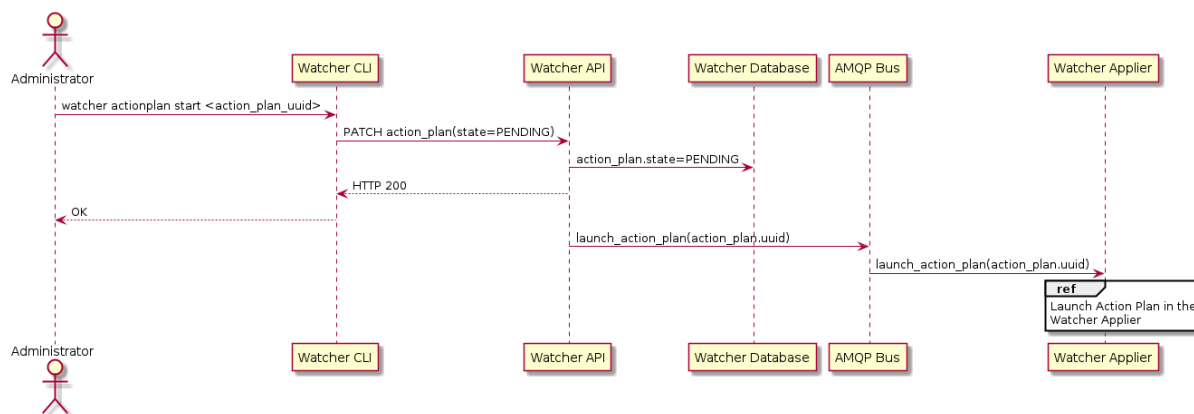 Administrator
Watcher CLI
Watcher API
Watcher Database
AMQP Bus
Watcher Applier
watcher actionplan start <action_plan_uuid>
PATCH action_plan(state=PENDING)
action_plan.state=PENDING
HTTP 200
OK
launch_action_plan(action_plan.uuid)
launch_action_plan(action_plan.uuid)
ref
Launch Action Plan in the
Watcher Applier
Administrator
Watcher CLI
Watcher API
Watcher Database
AMQP Bus
Watcher Applier